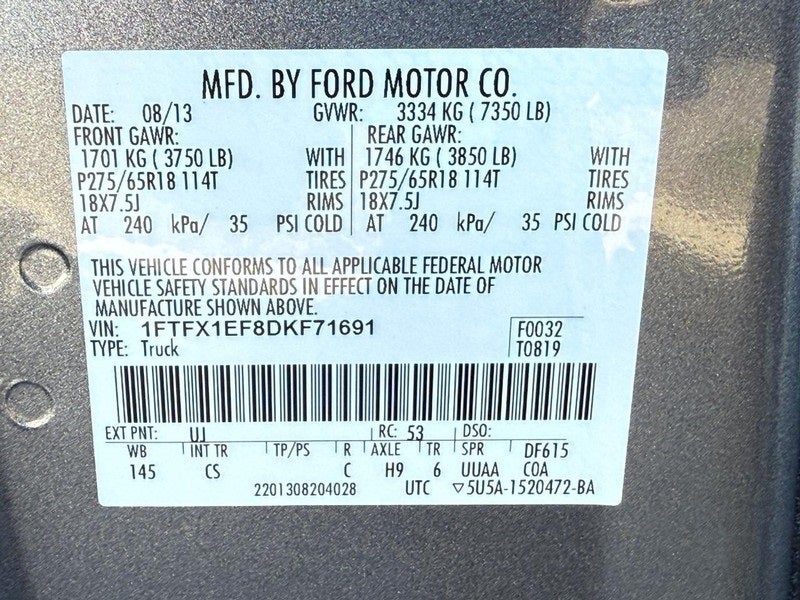 MFD. BY FORD MOTOR CO.
DATE: 08/13 GVWR: 3334 KG ( 7350 LB)
FRONT GAWR: REAR GAWR:
1701 KG ( 3750 LB) WITH 1746 KG ( 3850 LB) WITH
P275/65R18 114T TIRES P275/65R18 114T TIRES
18X7.5J RIMS 18X7.5J RIMS
AT 240 kPa/ 35 PSI COLD AT 240 kPa/ 35 PSI COLD
THIS VEHICLE CONFORMS TO ALL APPLICABLE FEDERAL MOTOR
VEHICLE SAFETY STANDARDS IN EFFECT ON THE DATE OF
MANUFACTURE SHOWN ABOVE.
VIN: 1FTFX1EF8DKF71691 F0032
TYPE: Truck T0819
EXT PNT: UJ RC: 53 DSO:
WB INT TR TP/PS R AXLE TR SPR DF615
145 CS C H9 6 UUAA COA
2201308204028 UTC ▽5U5A-1520472-BA